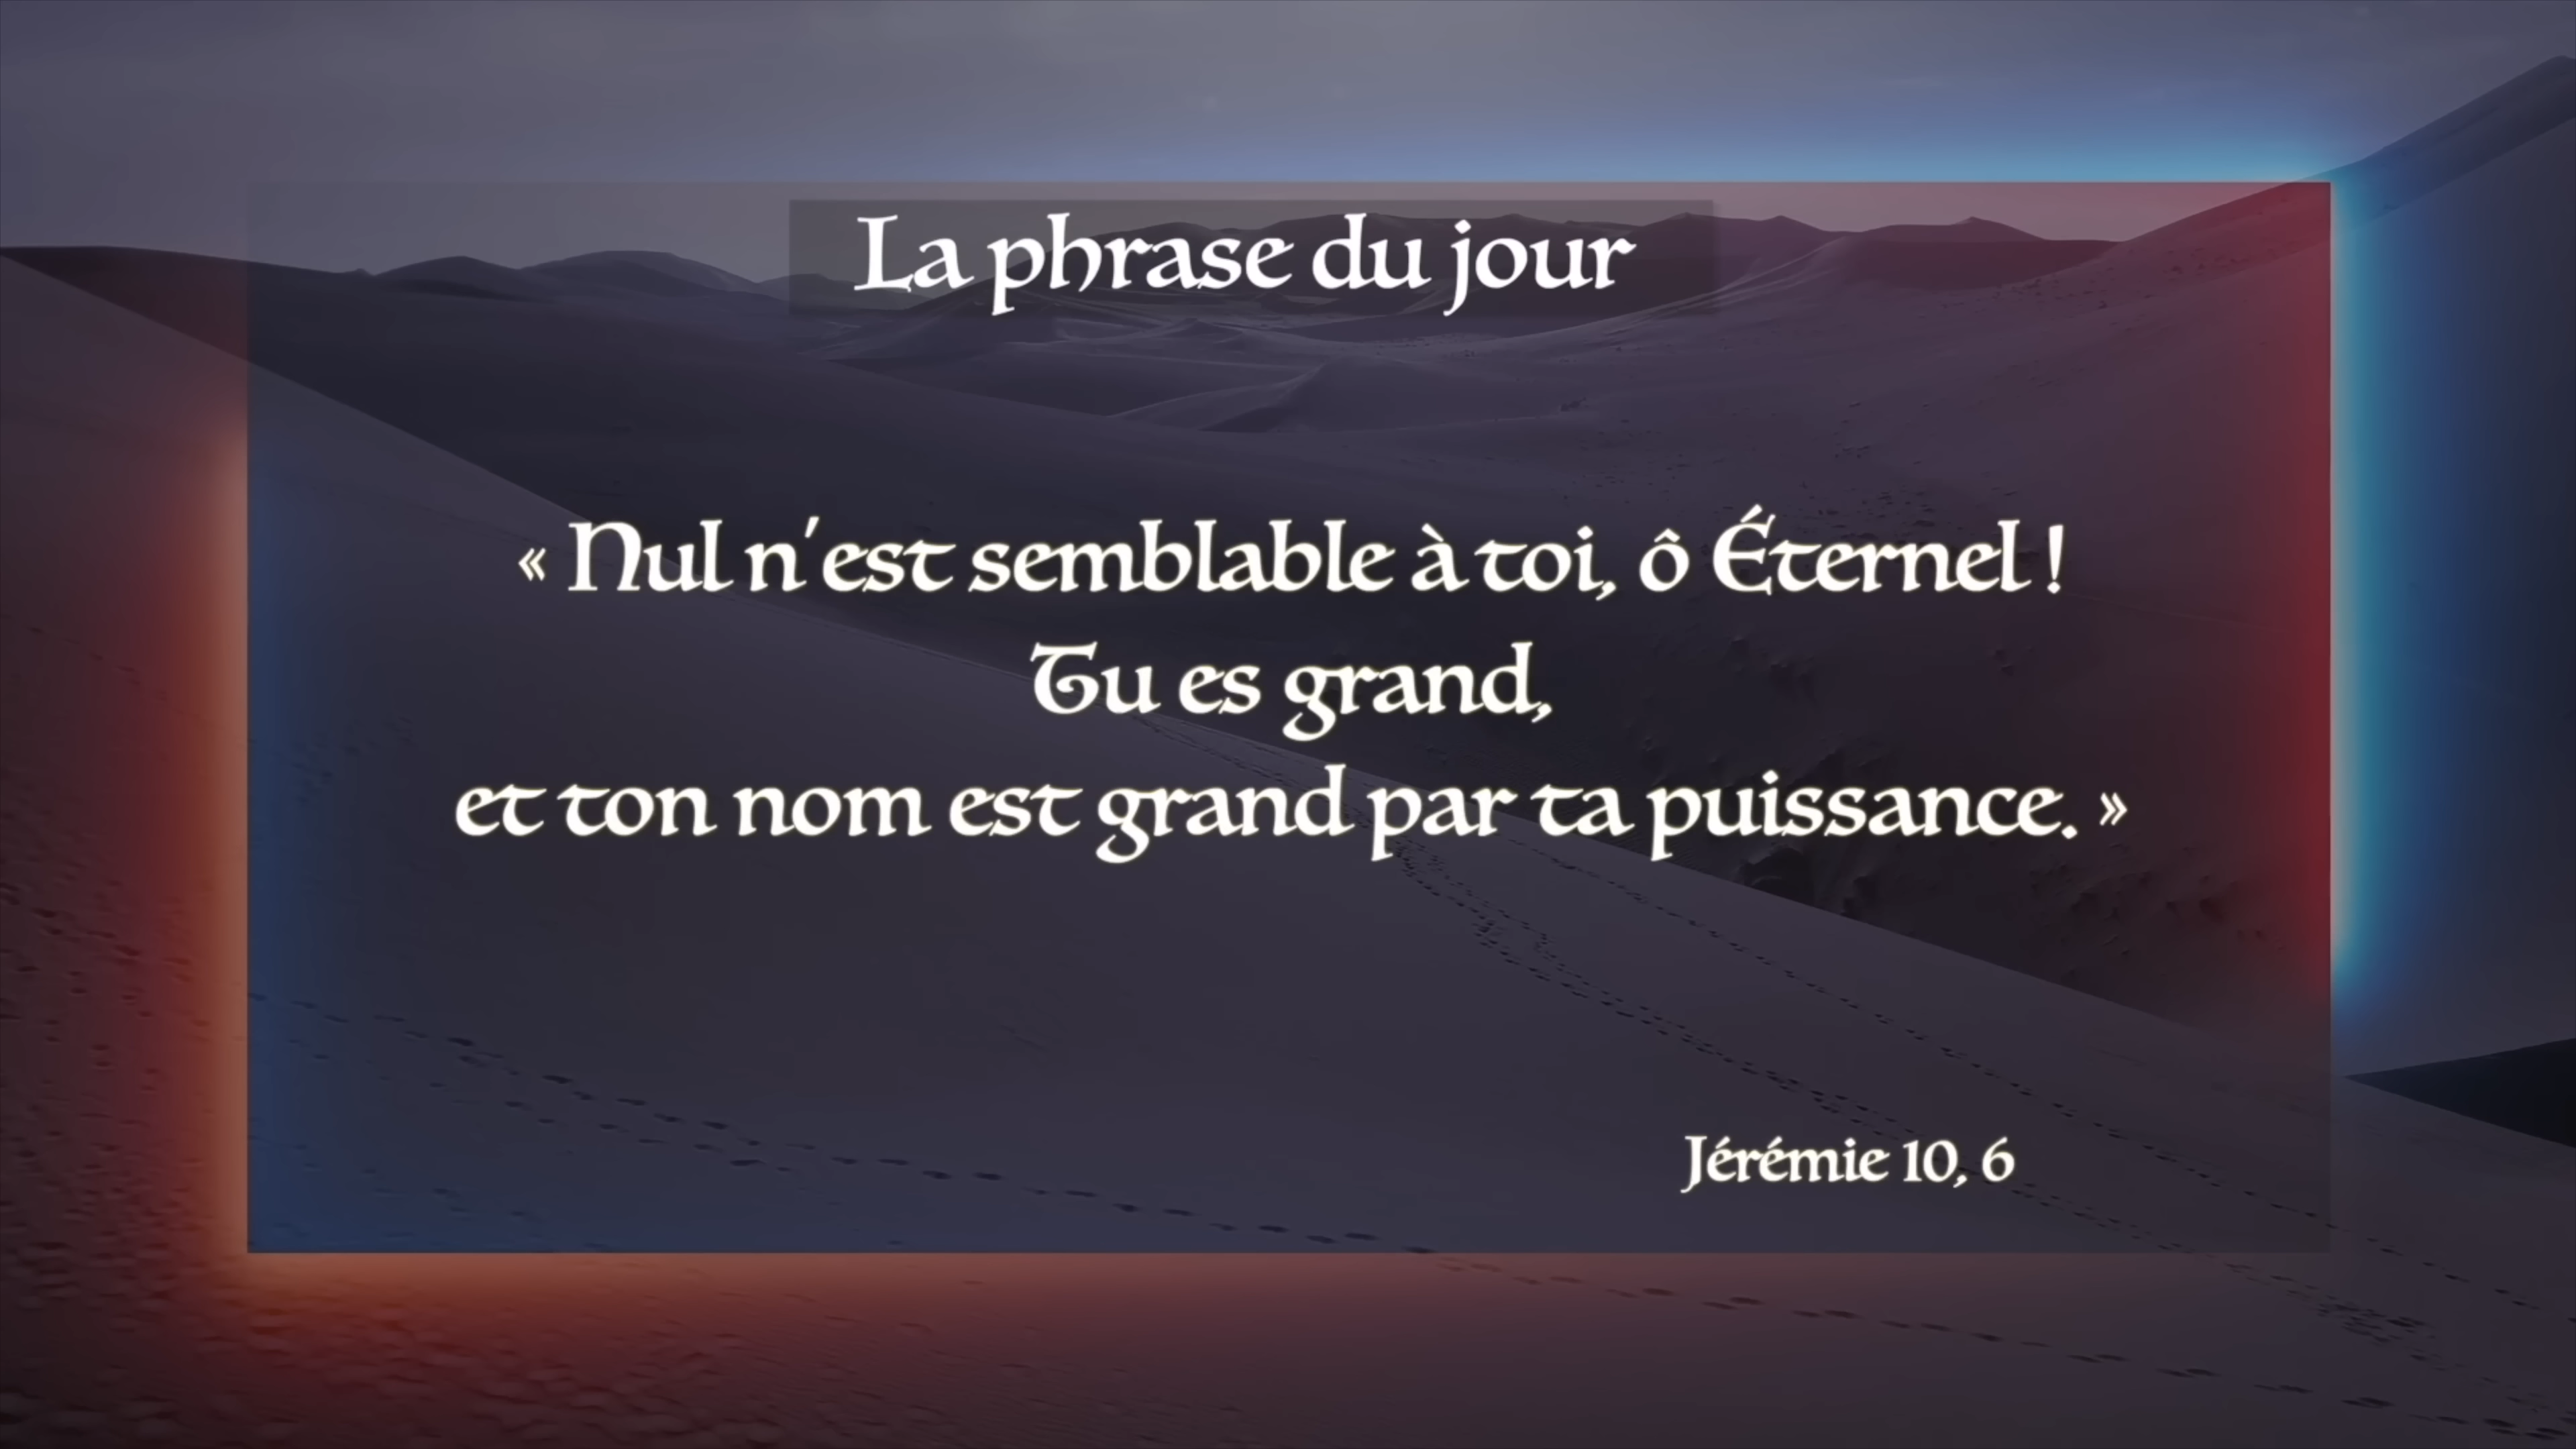 La phrase du jour
« Nul n'est semblable à toi, ô Éternel !
Tu es grand,
et ton nom est grand par ta puissance. »
Jérémie 10, 6